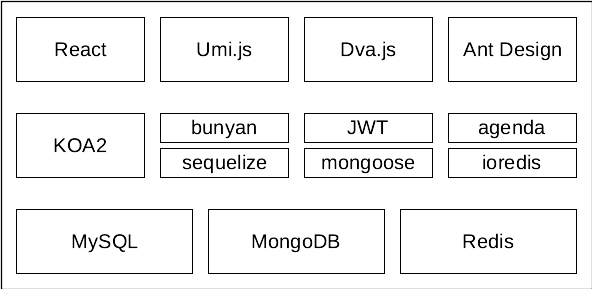 React
Umi.js
Dva.js
Ant Design
KOA2
bunyan
JWT
agenda
sequelize
mongoose
ioredis
MySQL
MongoDB
Redis